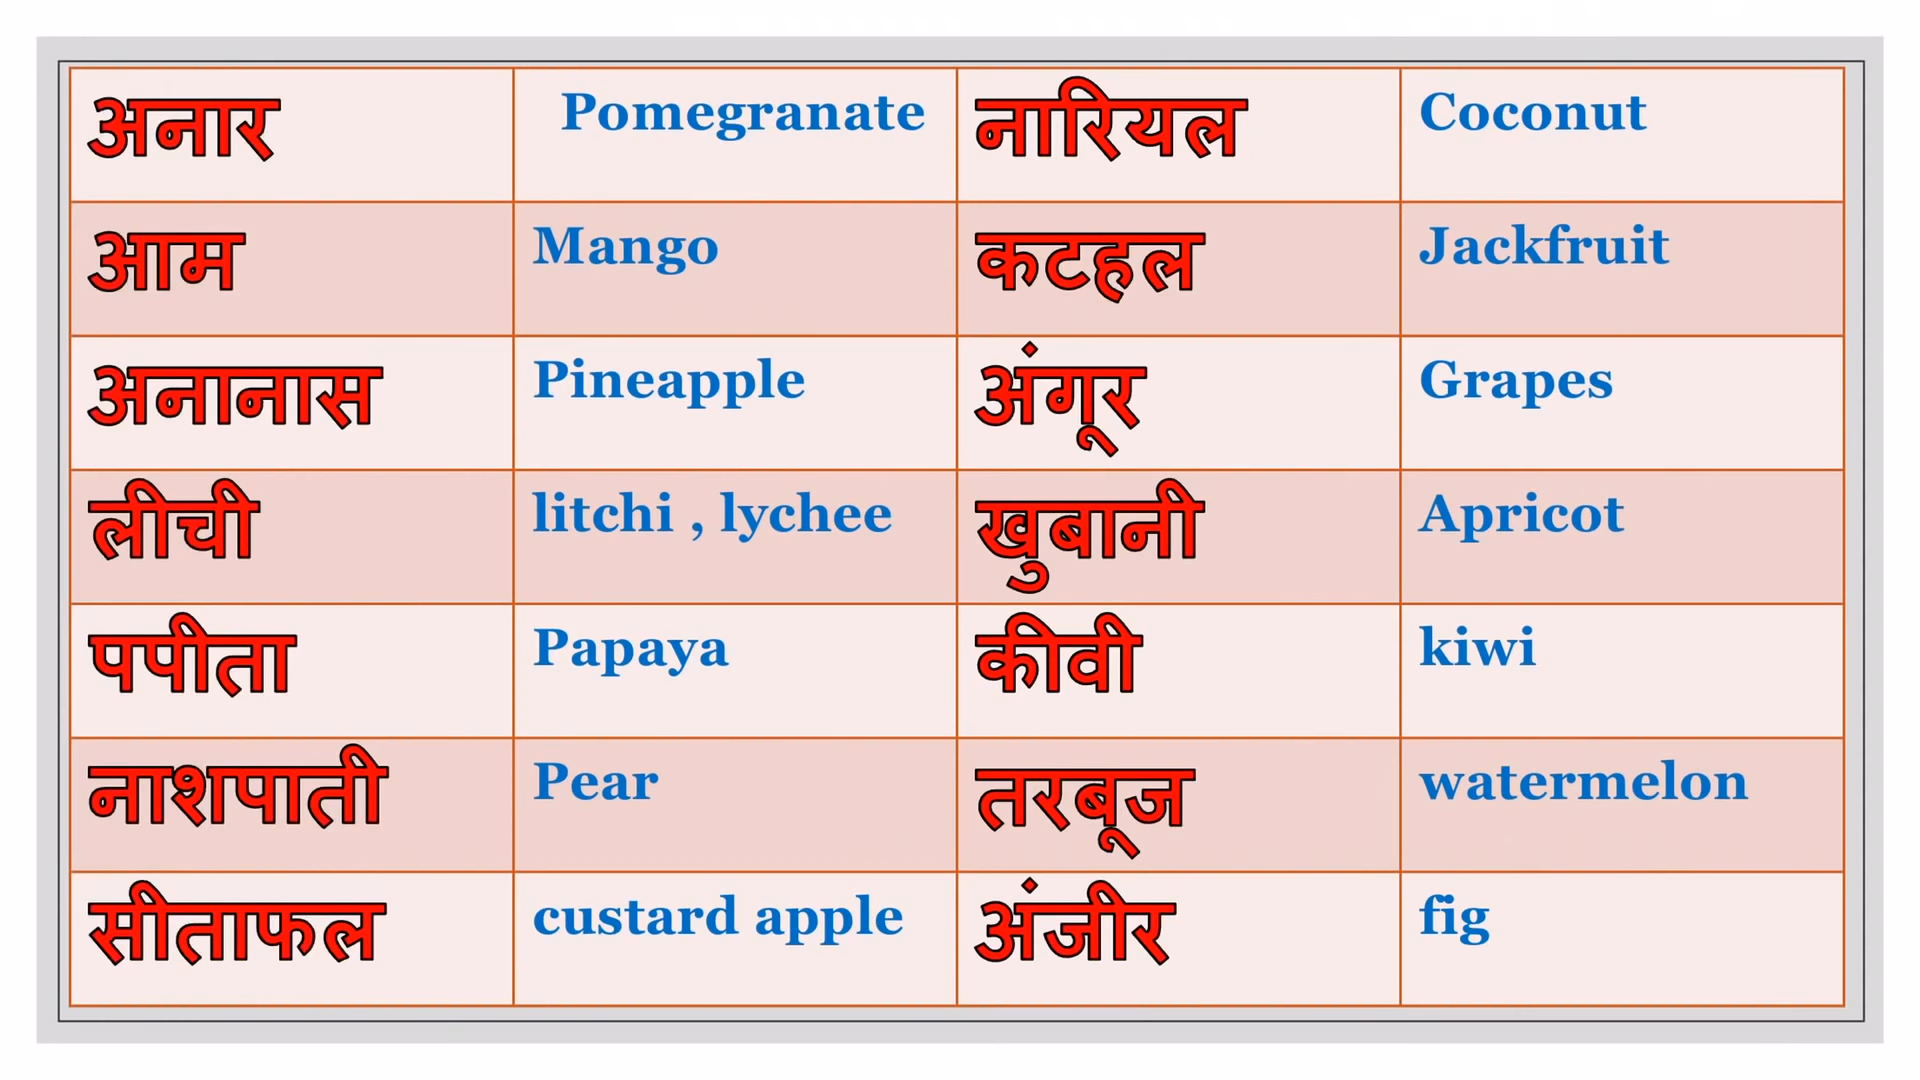 अनार Pomegranate नारियल Coconut
आम Mango कटहल Jackfruit
अनानास Pineapple अंगूर Grapes
लीची litchi , lychee खुबानी Apricot
पपीता Papaya कीवी kiwi
नाशपाती Pear तरबूज watermelon
सीताफल custard apple अंजीर fig